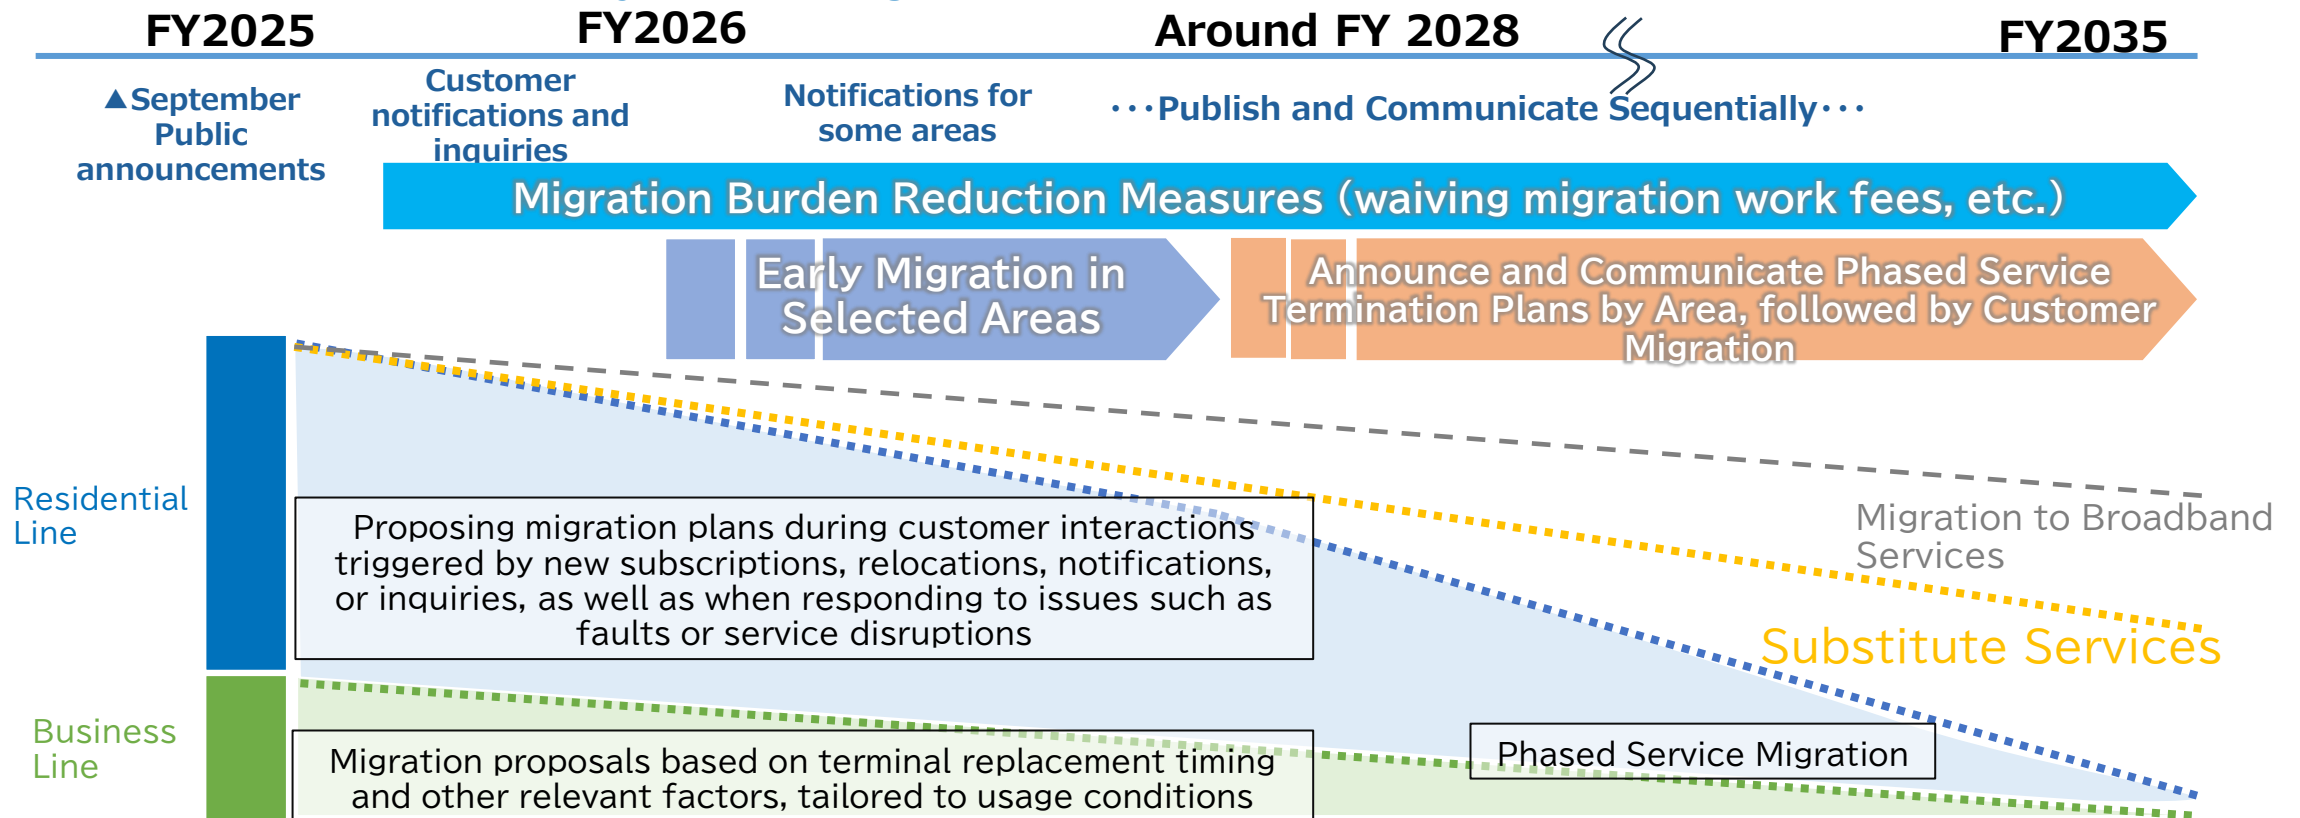 FY2025
FY2026
Around FY 2028
FY2035
▲September
Public
announcements
Customer
notifications and
inquiries
Notifications for
some areas
･･･Publish and Communicate Sequentially･･･
Migration Burden Reduction Measures (waiving migration work fees, etc.)
Early Migration in
Selected Areas
Announce and Communicate Phased Service
Termination Plans by Area, followed by Customer
Migration
Residential
Line
Proposing migration plans during customer interactions
triggered by new subscriptions, relocations, notifications,
or inquiries, as well as when responding to issues such as
faults or service disruptions
Migration to Broadband
Services
Substitute Services
Business
Line
Migration proposals based on terminal replacement timing
and other relevant factors, tailored to usage conditions
Phased Service Migration